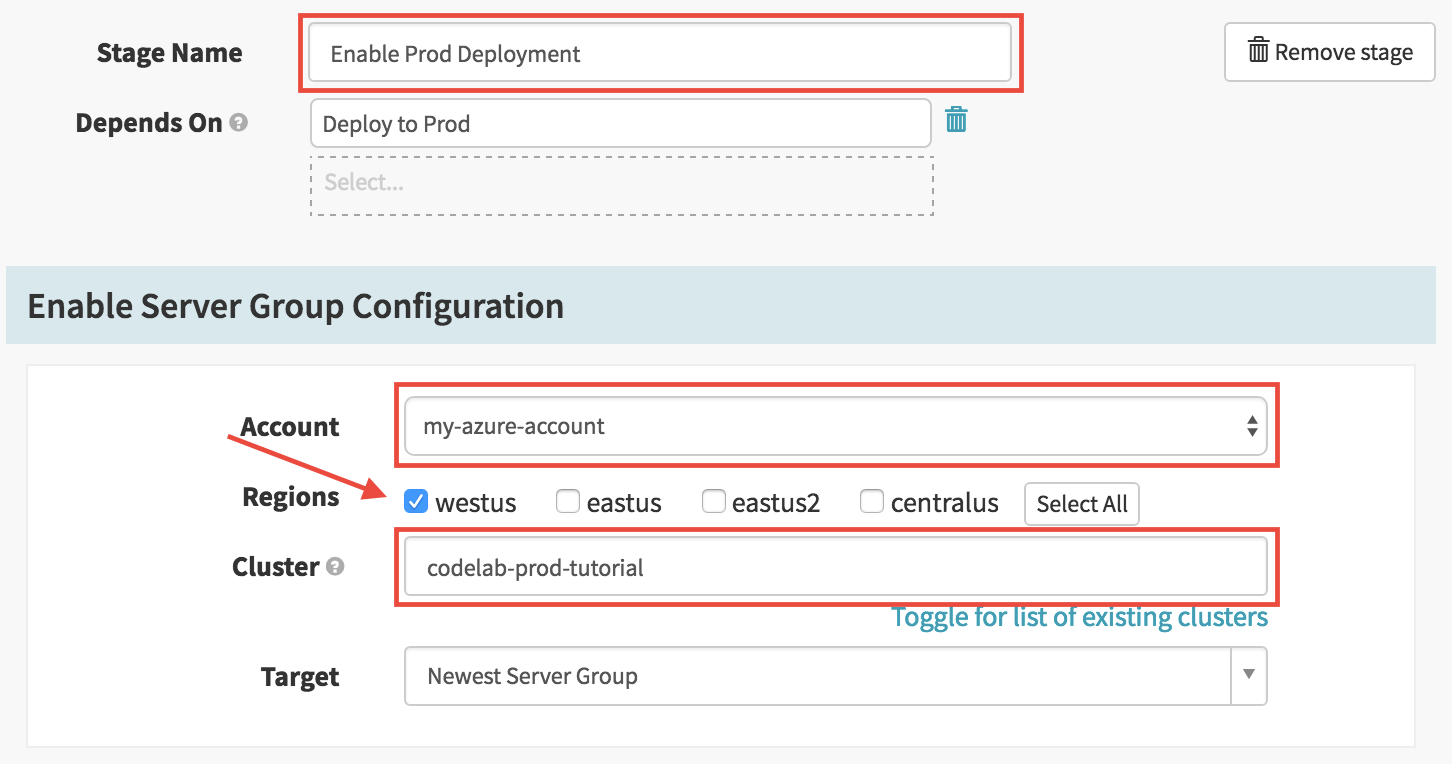 Stage Name Enable Prod Deployment Remove stage
Depends On ? Deploy to Prod
Select...
Enable Server Group Configuration
Account my-azure-account
Regions westus eastus eastus2 centralus Select All
Cluster ? codelab-prod-tutorial
Toggle for list of existing clusters
Target Newest Server Group